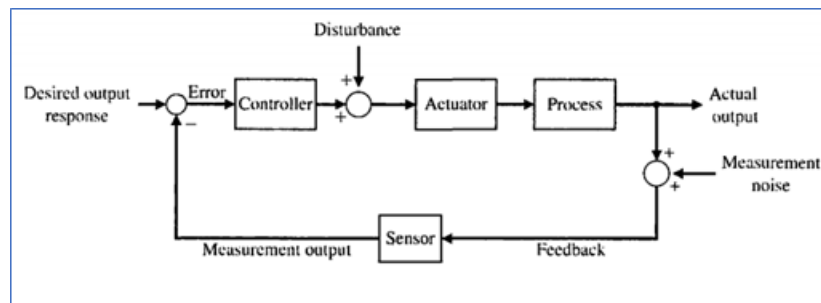 Disturbance
Desired output
response
Error
Controller
+
+
Actuator
Process
Actual
output
−
+
+
Measurement
noise
Measurement output
Sensor
Feedback